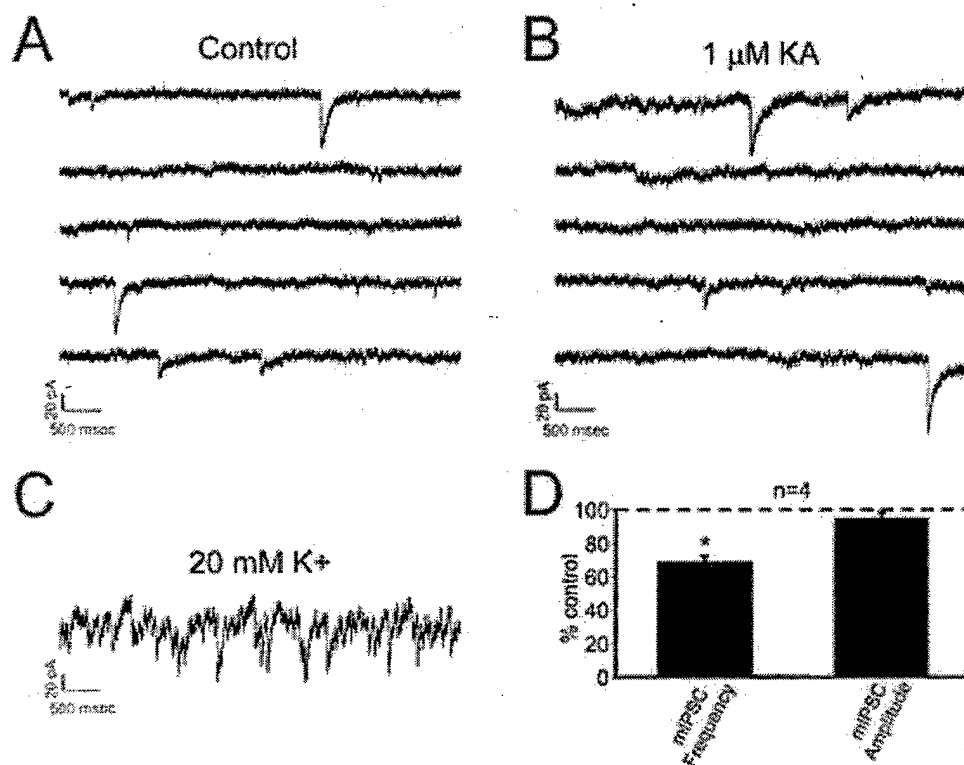 A
Control
20 pA
500 msec
B
1 μM KA
20 pA
500 msec
C
20 mM K+
20 pA
500 msec
D
n=4
100
80
60
40
20
0
% control
*
mIPSC
Frequency
mIPSC
Amplitude